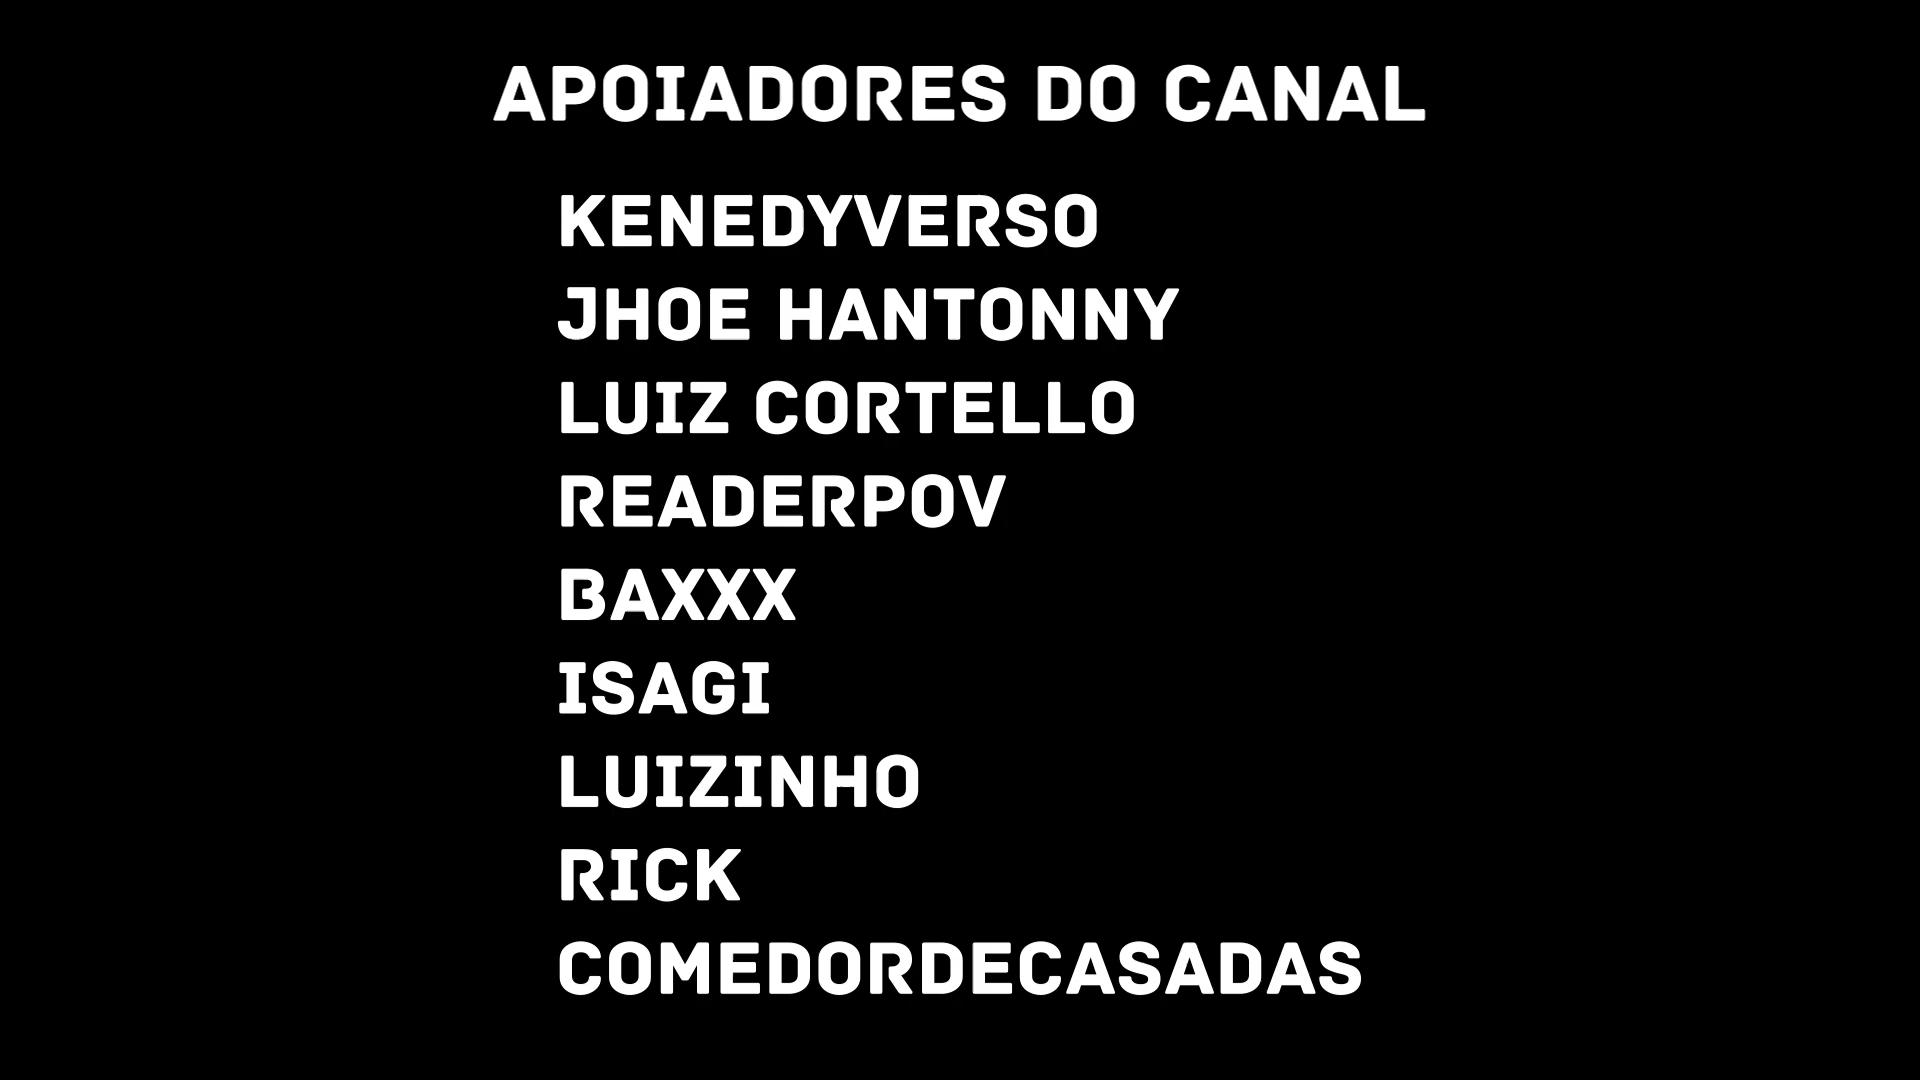 APOIADORES DO CANAL
KENEDYVERSO
JHOE HANTONNY
LUIZ CORTELLO
READERPOV
BAXXX
ISAGI
LUIZINHO
RICK
COMEDORDECASADAS